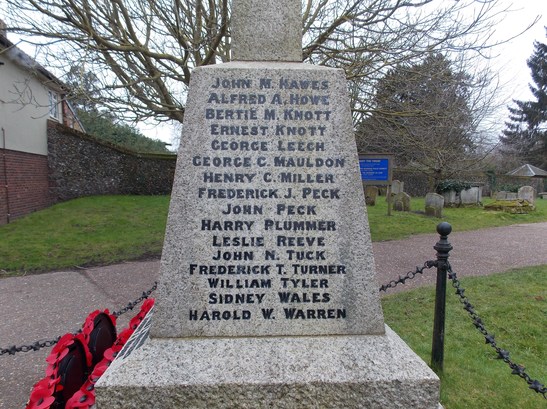 JOHN M. HAWES
ALFRED A. HOWE
BERTIE M. KNOTT
ERNEST KNOTT
GEORGE LEECH
GEORGE C. MAULDON
HENRY C. MILLER
FREDERICK. J. PECK
JOHN PECK
HARRY PLUMMER
LESLIE REEVE
JOHN N. TUCK
FREDERICK T. TURNER
WILLIAM TYLER
SIDNEY WALES
HAROLD W. WARREN